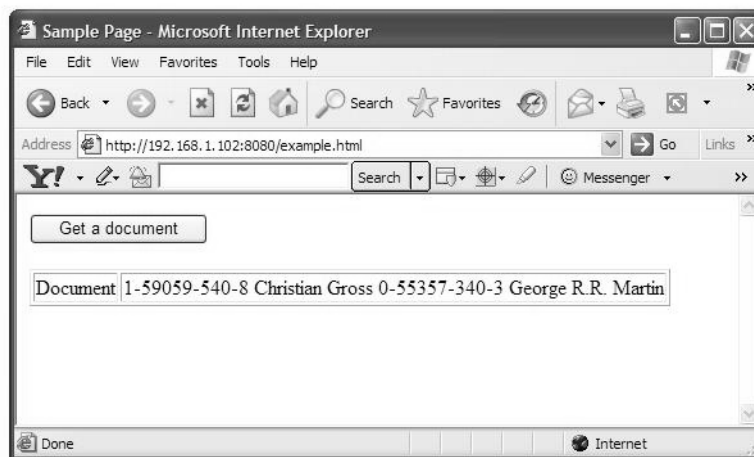 Sample Page - Microsoft Internet Explorer
File Edit View Favorites Tools Help
Back Search Favorites
Address http://192.168.1.102:8080/example.html Go Links
Y! Search Messenger
Get a document
Document 1-59059-540-8 Christian Gross 0-55357-340-3 George R.R. Martin
Done Internet